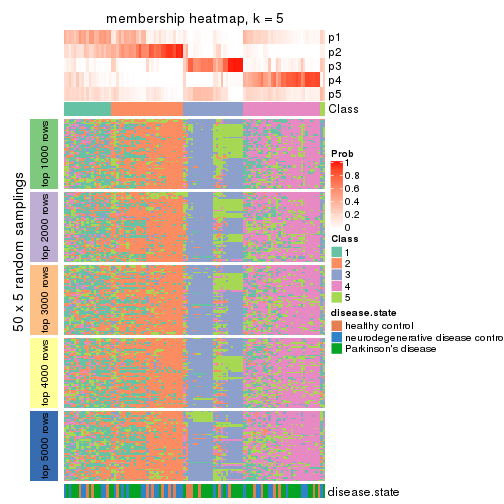 membership heatmap, k = 5
p1
p2
p3
p4
p5
Class
50 x 5 random samplings
top 1000 rows
top 2000 rows
top 3000 rows
top 4000 rows
top 5000 rows
Prob
1
0.8
0.6
0.4
0.2
0
Class
1
2
3
4
5
disease.state
healthy control
neurodegenerative disease contro
Parkinson's disease
disease.state